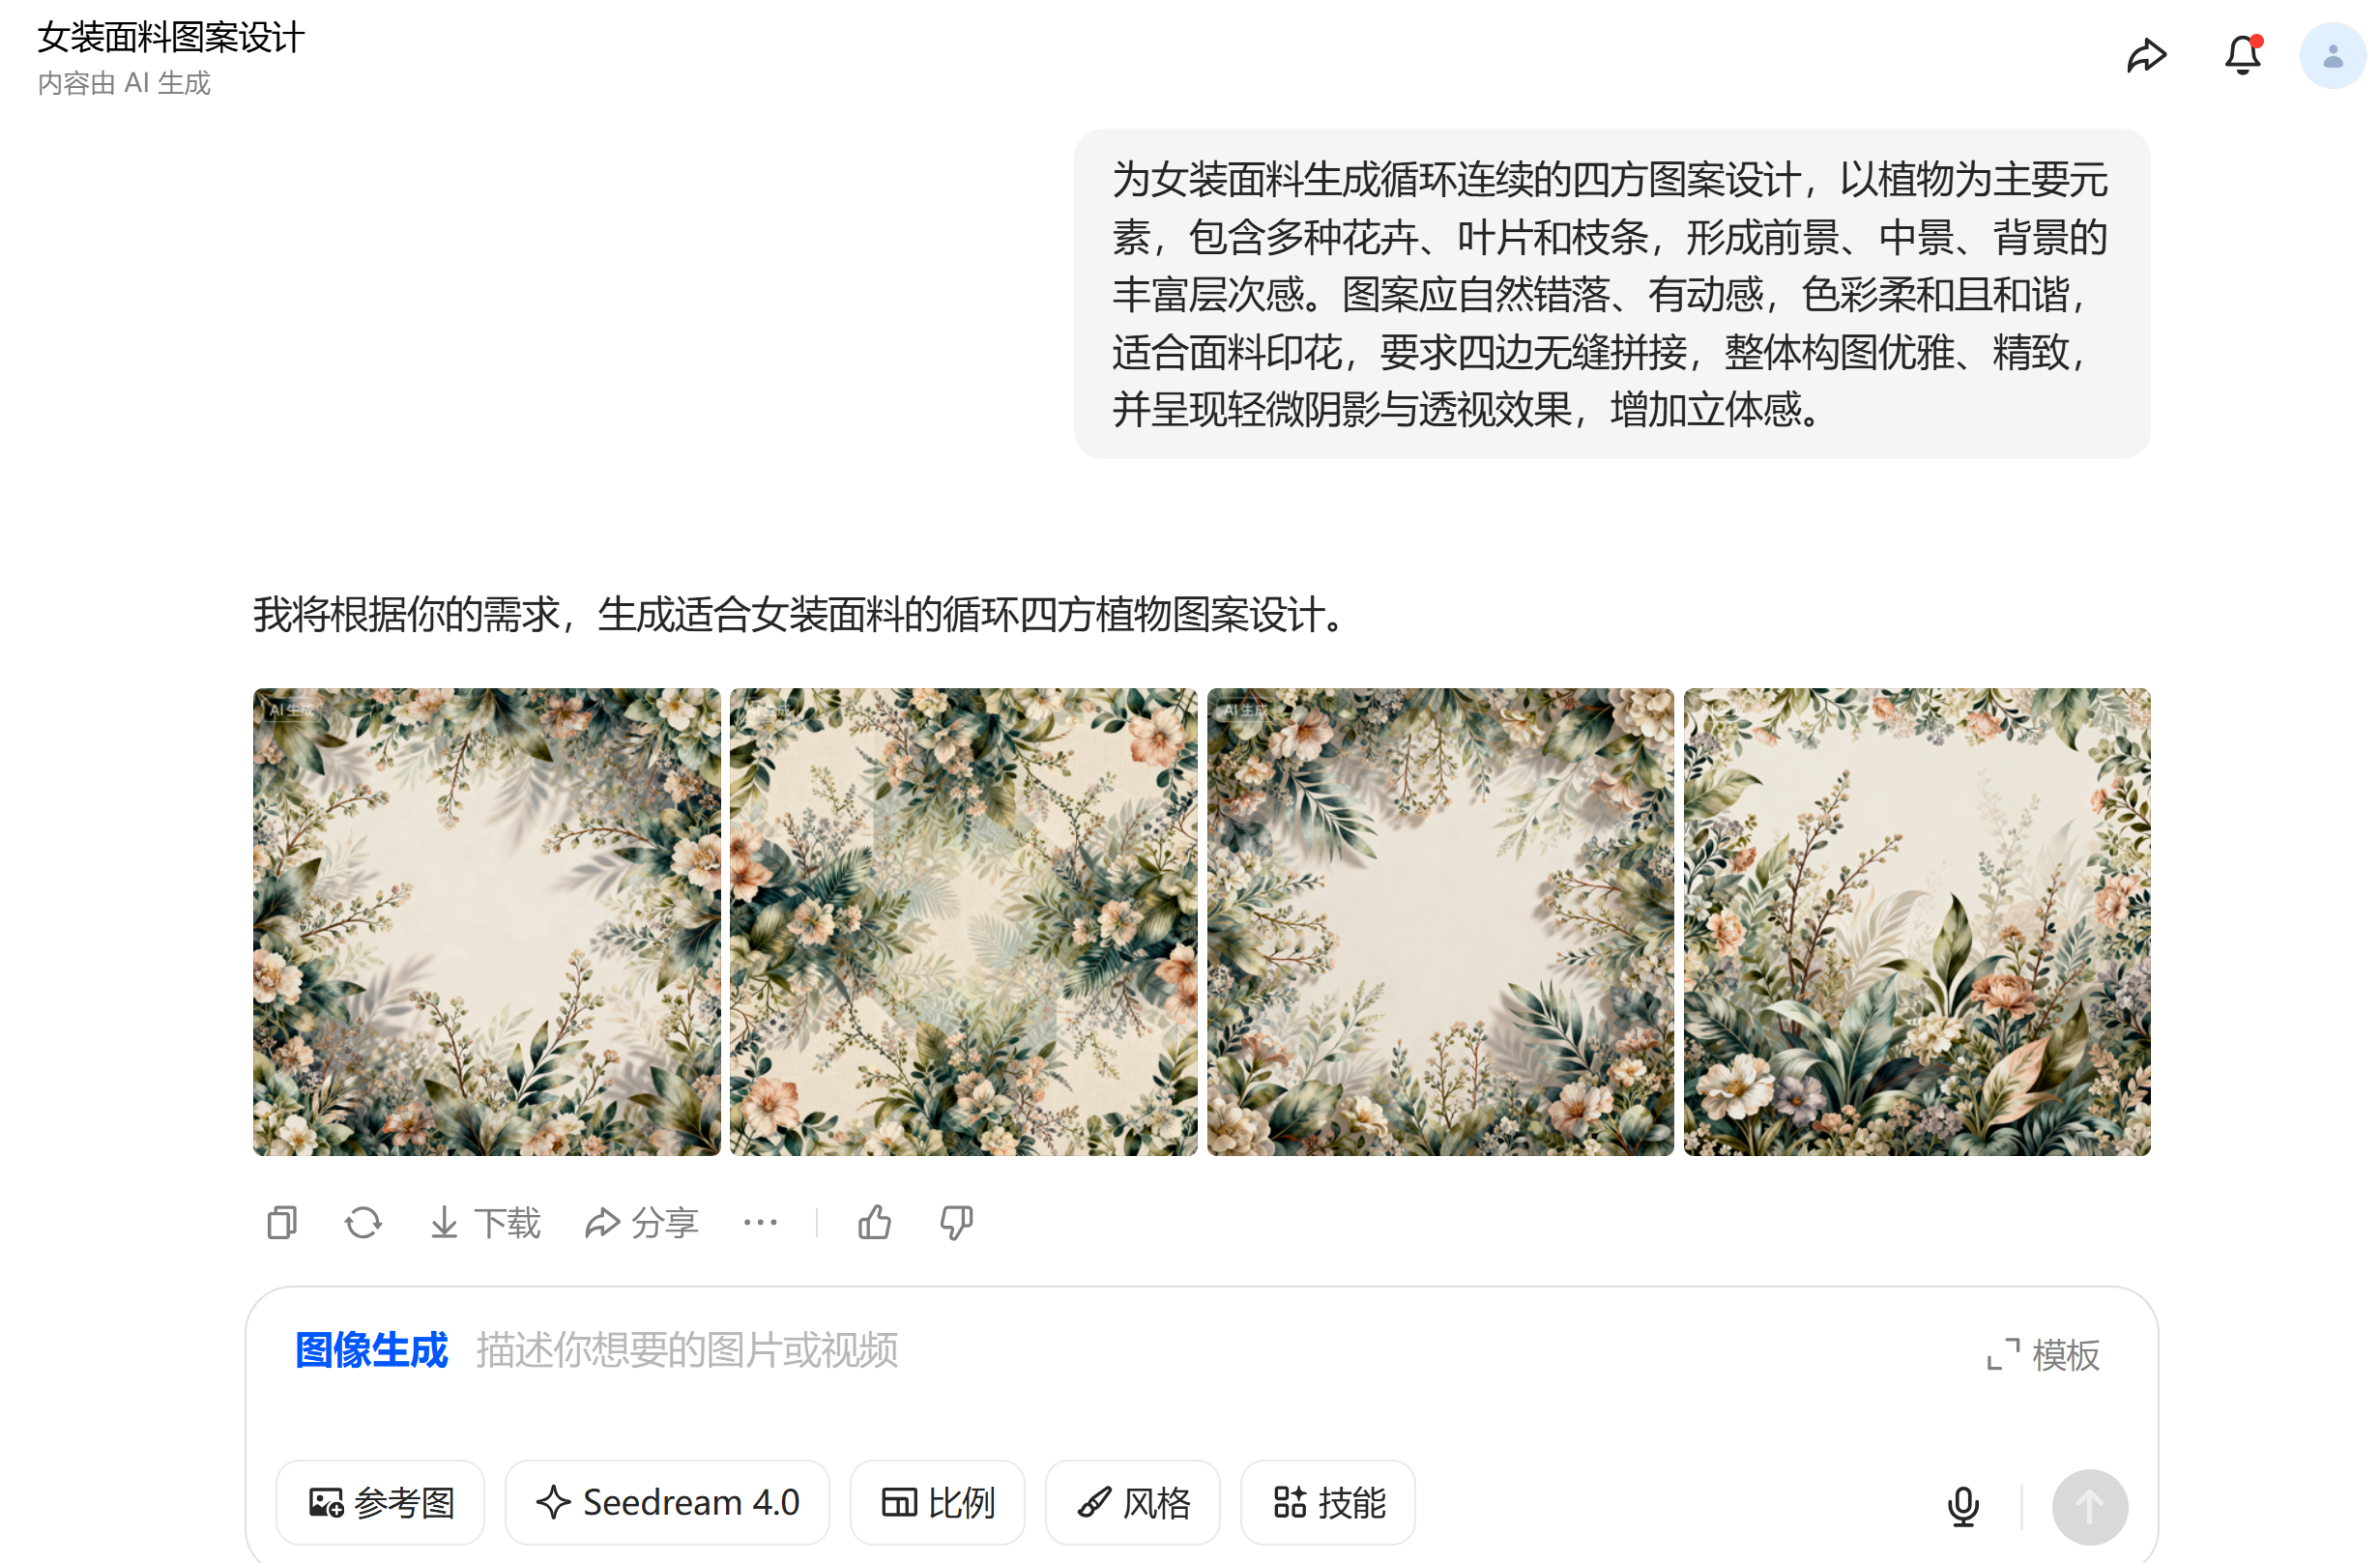 女装面料图案设计
内容由 AI 生成
为女装面料生成循环连续的四方图案设计，以植物为主要元
素，包含多种花卉、叶片和枝条，形成前景、中景、背景的
丰富层次感。图案应自然错落、有动感，色彩柔和且和谐，
适合面料印花，要求四边无缝拼接，整体构图优雅、精致，
并呈现轻微阴影与透视效果，增加立体感。
我将根据你的需求，生成适合女装面料的循环四方植物图案设计。
AI 生成
AI 生成
下载
分享
图像生成 描述你想要的图片或视频
模板
参考图
Seedream 4.0
比例
风格
技能